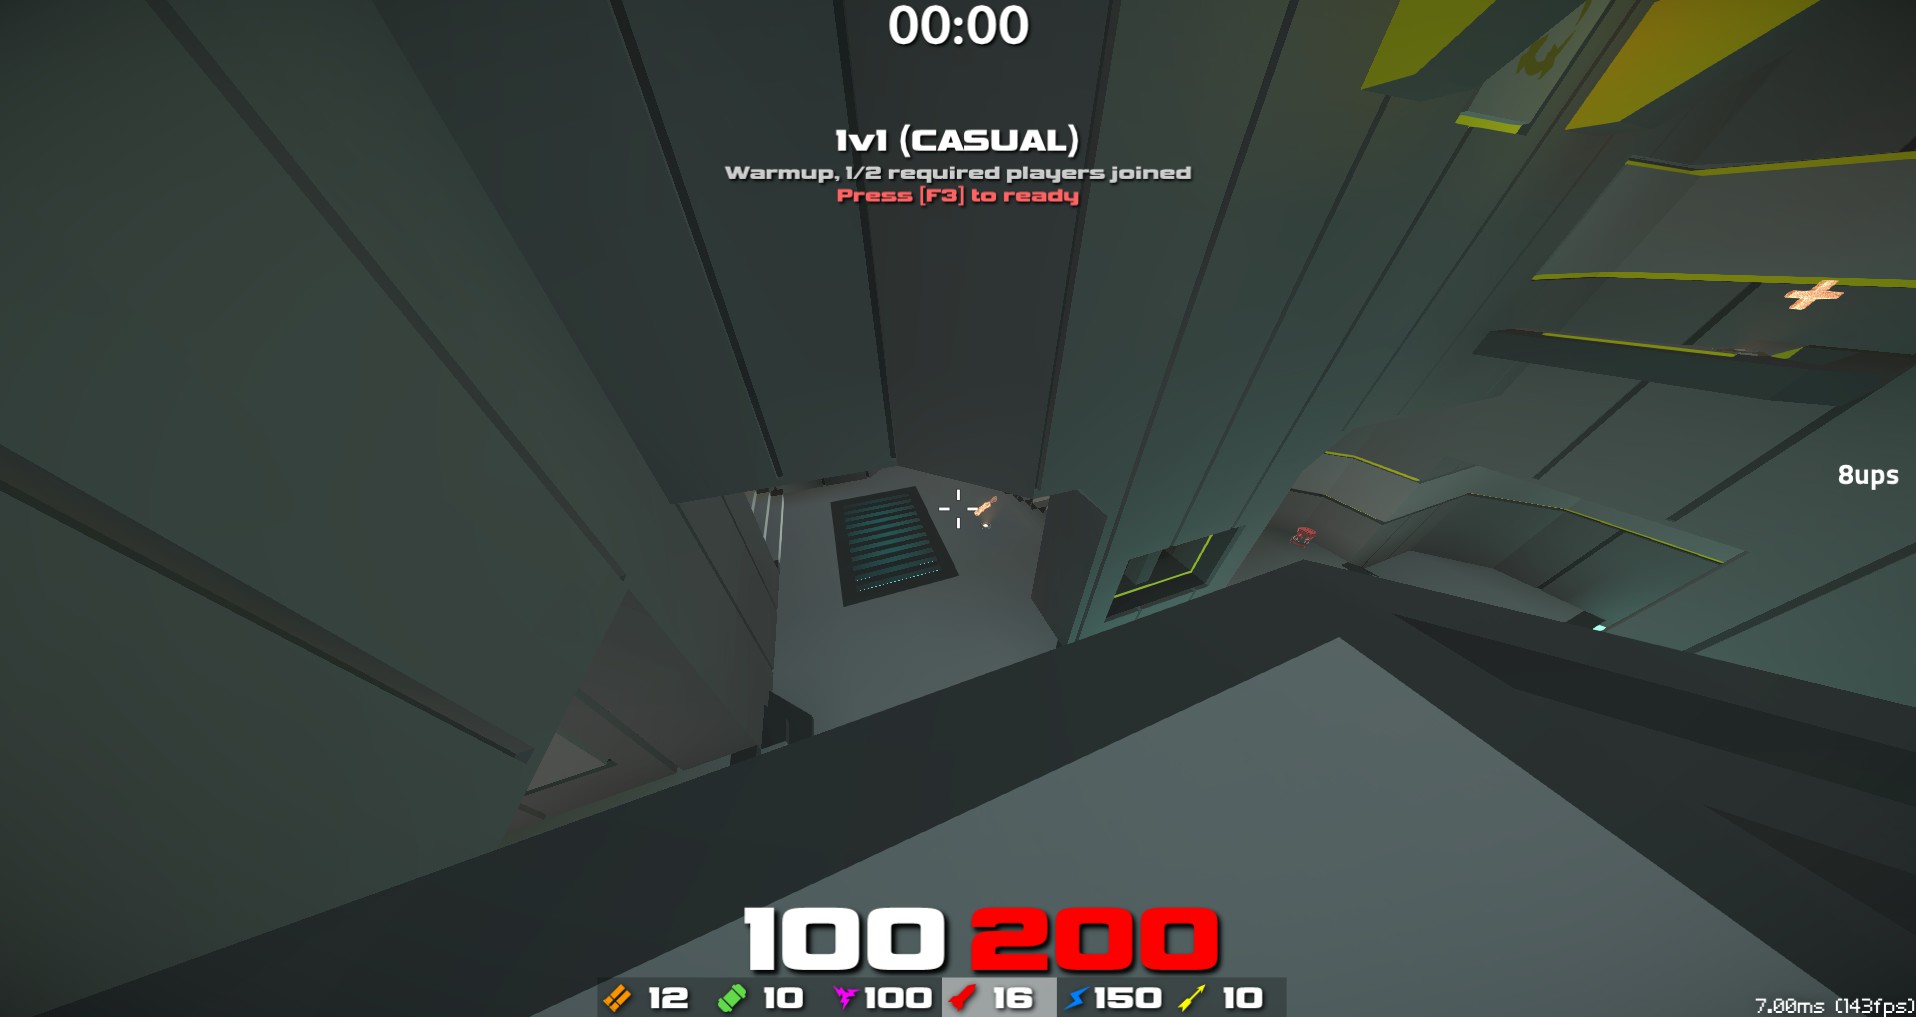 00:00
1v1 (CASUAL)
Warmup, 1/2 required players joined
Press [F3] to ready
8ups
100 200
12 10 100 16 150 10
7.00ms (143fps)